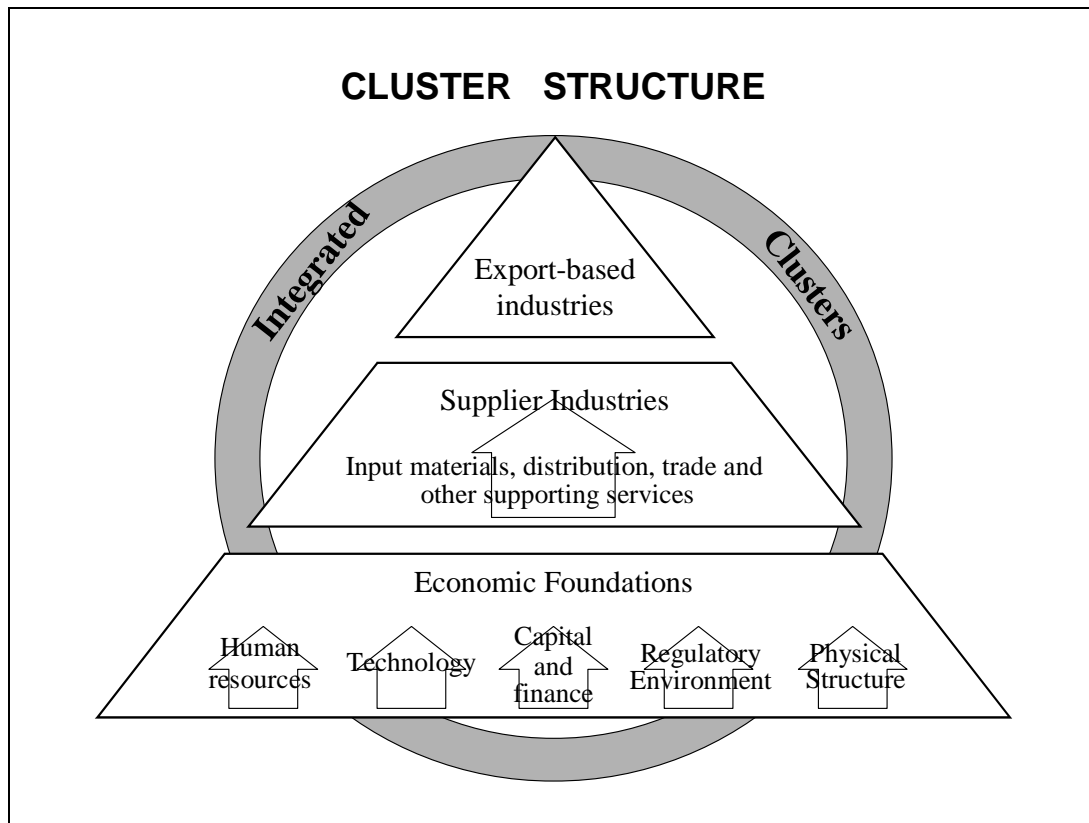 CLUSTER STRUCTURE
Integrated
Clusters
Export-based
industries
Supplier Industries
Input materials, distribution, trade and
other supporting services
Economic Foundations
Human
resources
Technology
Capital
and
finance
Regulatory
Environment
Physical
Structure